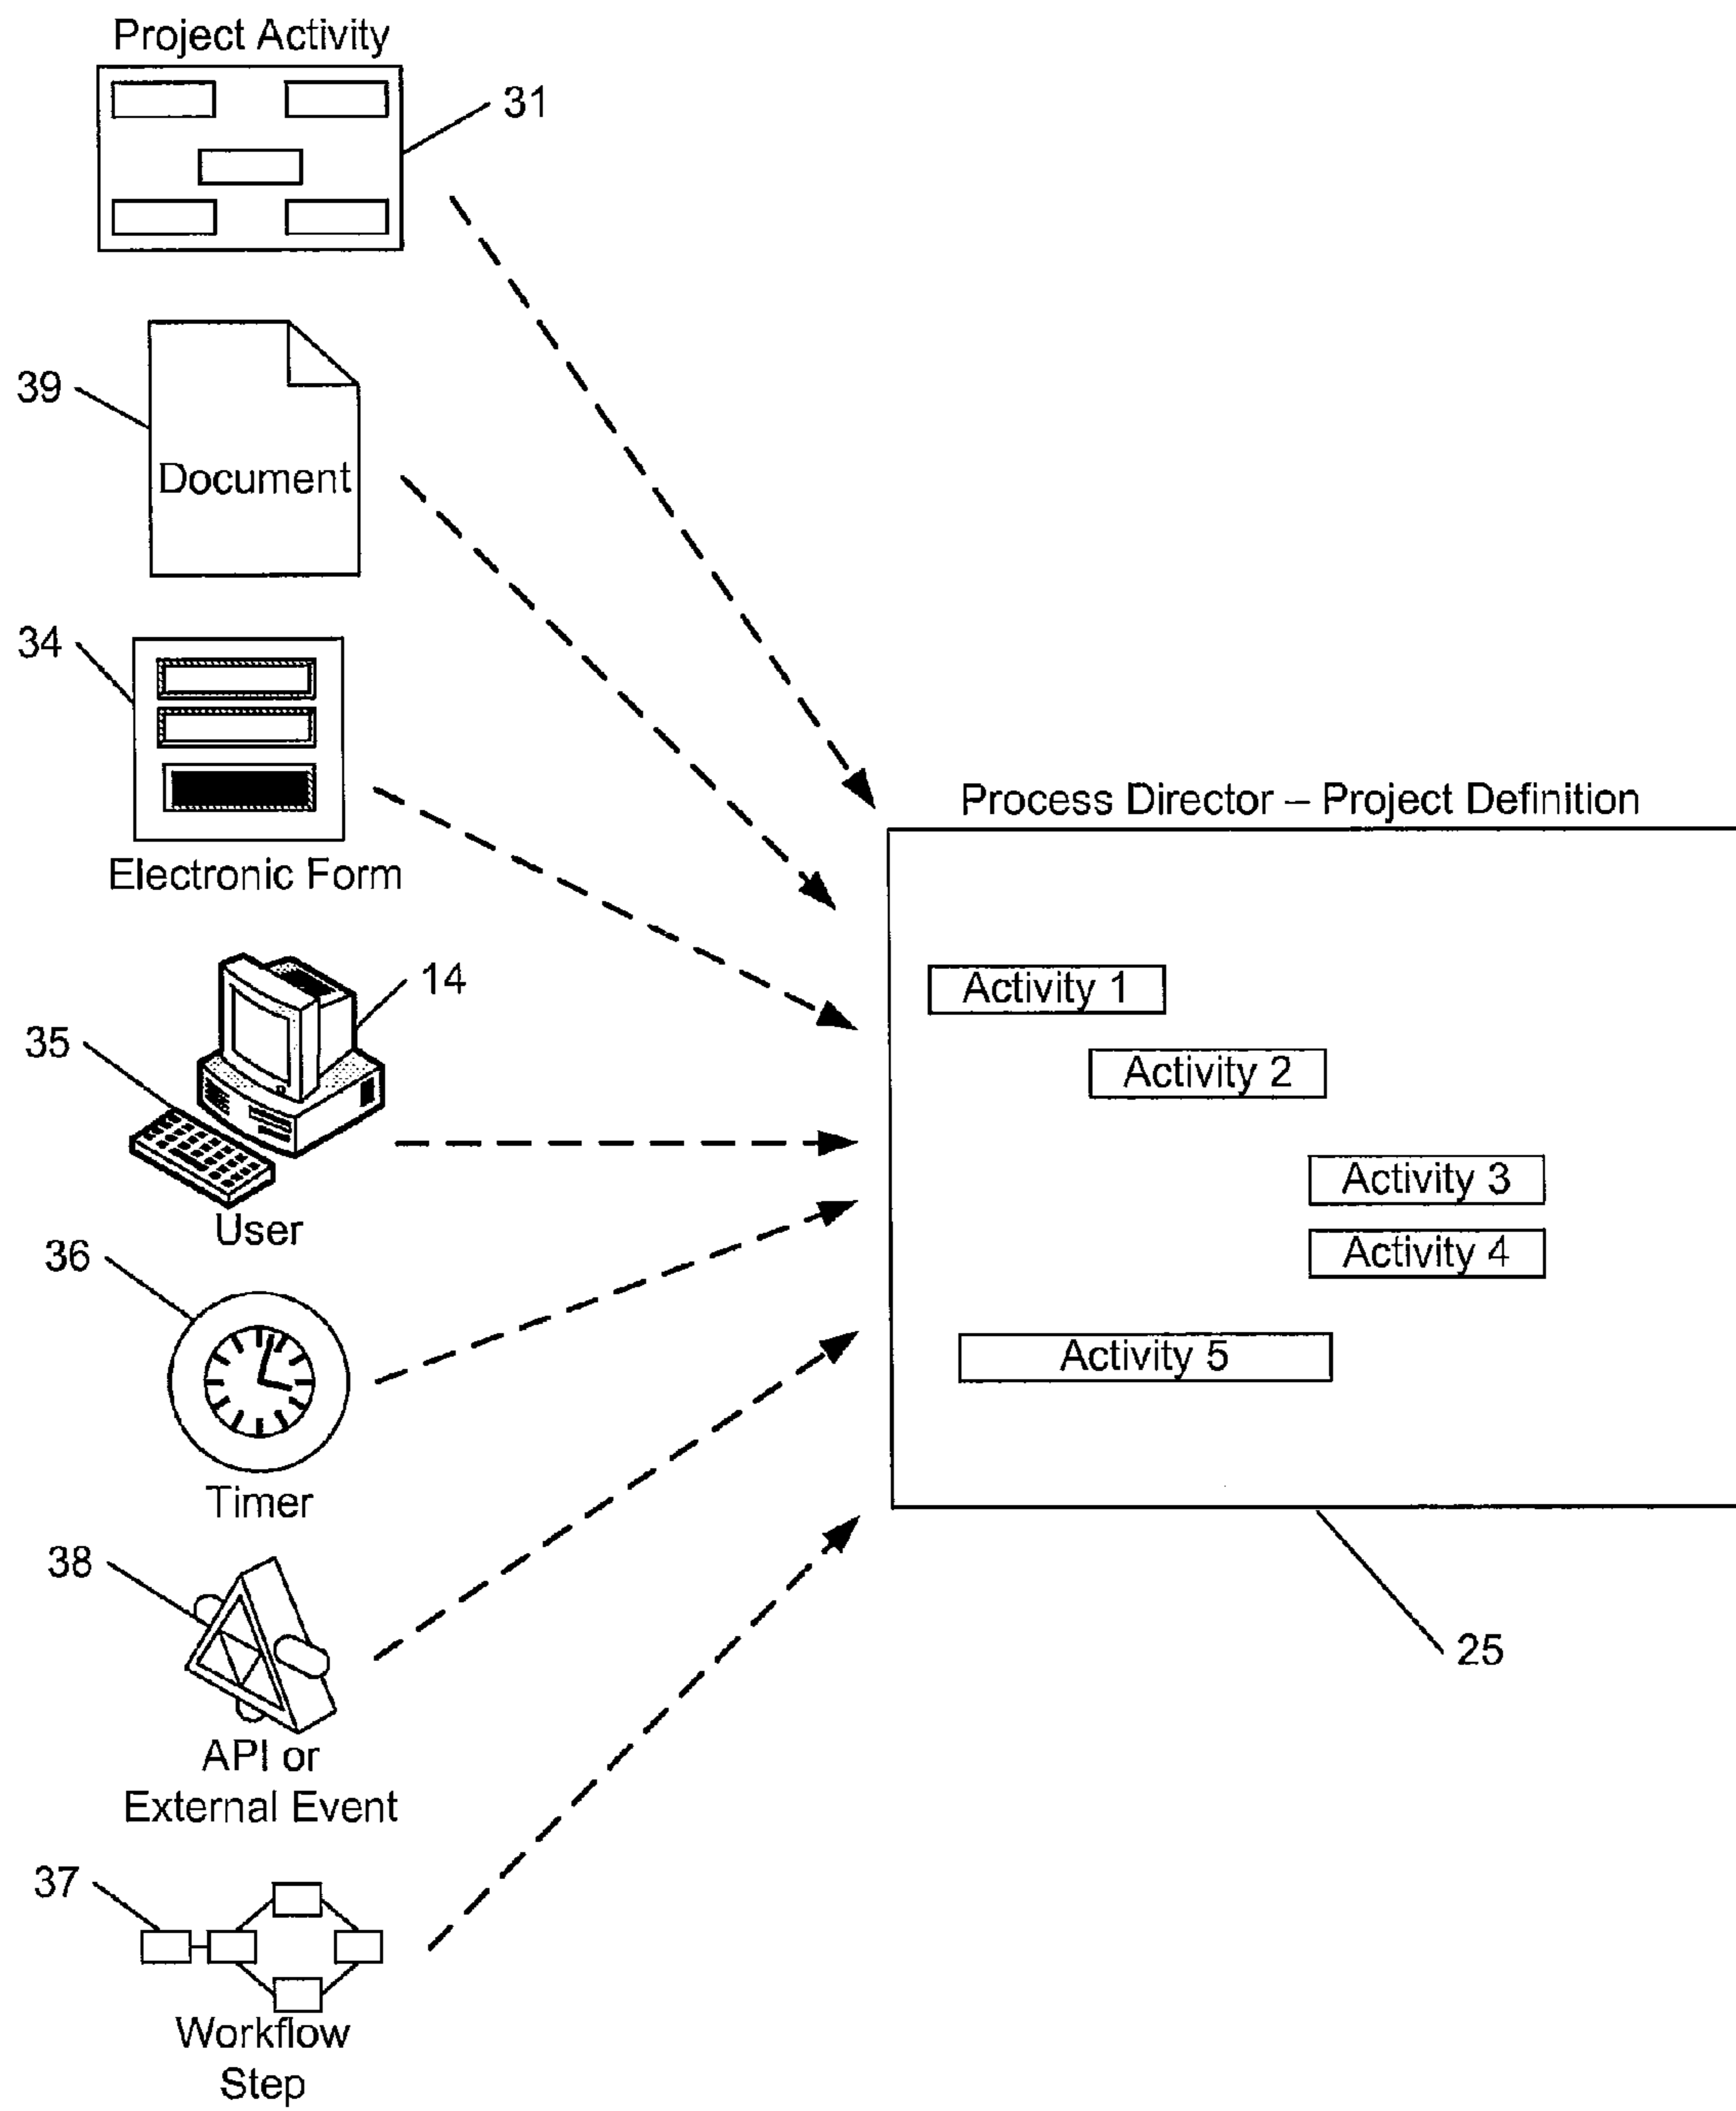 Project Activity
31
39
Document
34
Electronic Form
14
35
User
36
Timer
38
API or
External Event
37
Workflow
Step
Process Director – Project Definition
Activity 1
Activity 2
Activity 3
Activity 4
Activity 5
25